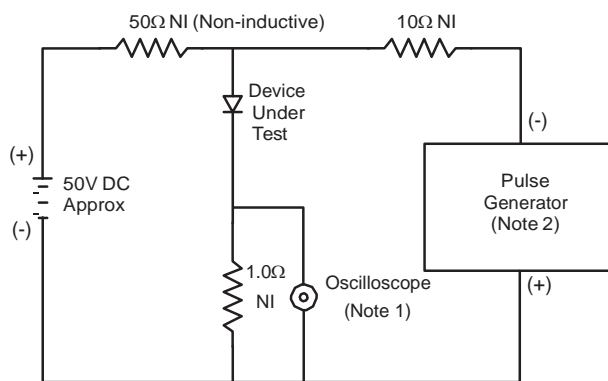 50Ω NI (Non-inductive)
10Ω NI
Device
Under
Test
(-)
(+)
50V DC
Approx
(-)
Pulse
Generator
(Note 2)
(+)
1.0Ω
NI
Oscilloscope
(Note 1)